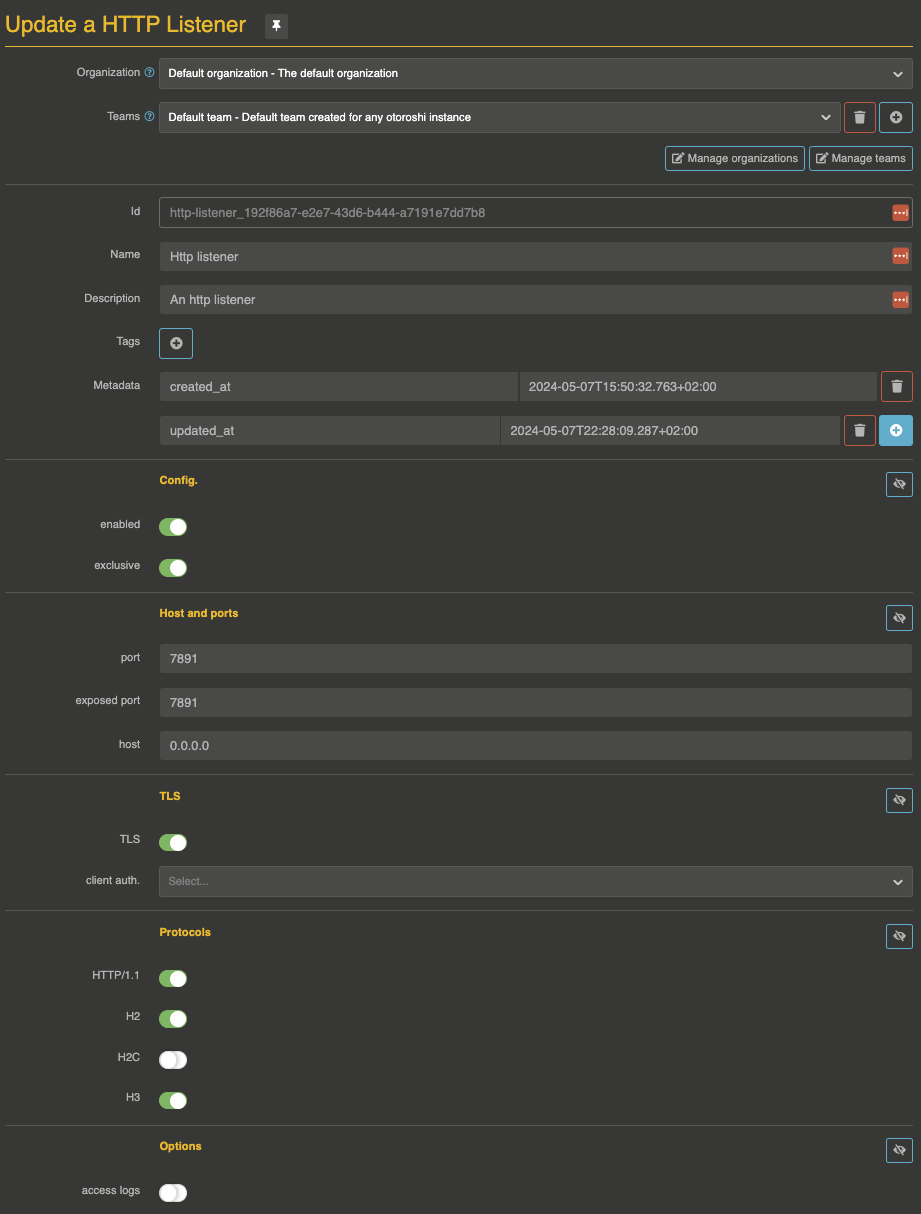 Update a HTTP Listener
Organization
Default organization - The default organization
Teams
Default team - Default team created for any otoroshi instance
Manage organizations
Manage teams
Id
http-listener_192f86a7-e2e7-43d6-b444-a7191e7dd7b8
Name
Http listener
Description
An http listener
Tags
Metadata
created_at
2024-05-07T15:50:32.763+02:00
updated_at
2024-05-07T22:28:09.287+02:00
Config.
enabled
exclusive
Host and ports
port
7891
exposed port
7891
host
0.0.0.0
TLS
TLS
client auth.
Select...
Protocols
HTTP/1.1
H2
H2C
H3
Options
access logs